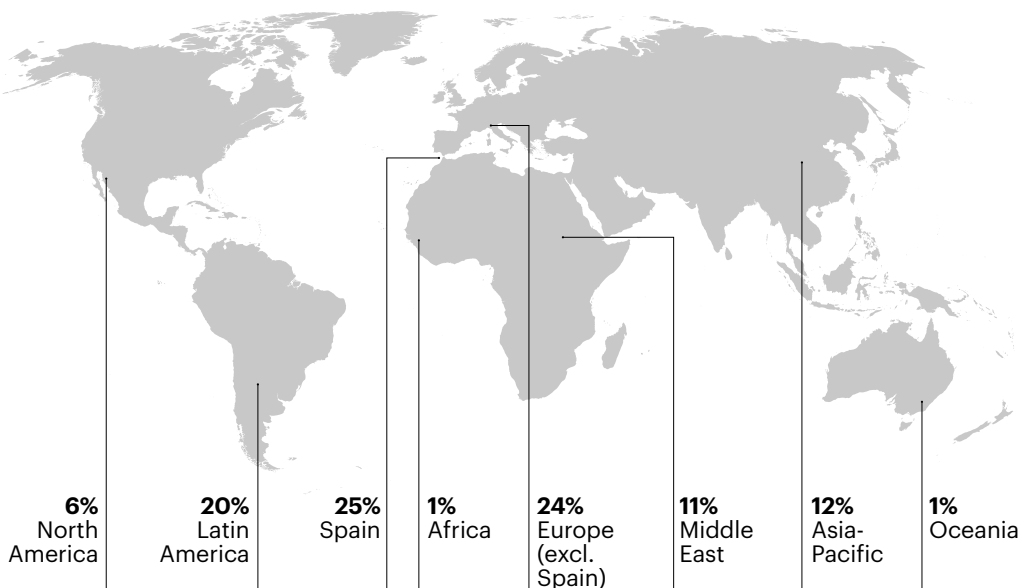 6%
North
America
20%
Latin
America
25%
Spain
1%
Africa
24%
Europe
(excl.
Spain)
11%
Middle
East
12%
Asia-
Pacific
1%
Oceania